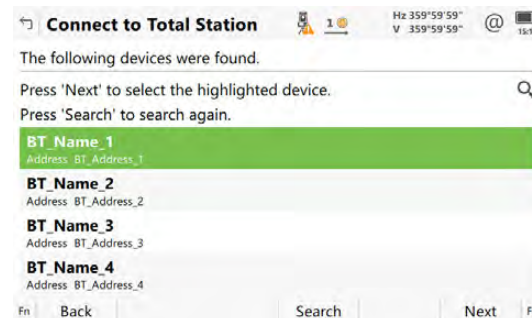 Connect to Total Station
1
Hz 359°59'59"
V 359°59'59"
@
The following devices were found.
Press 'Next' to select the highlighted device.
Press 'Search' to search again.
BT_Name_1
Address BT_Address_1
BT_Name_2
Address BT_Address_2
BT_Name_3
Address BT_Address_3
BT_Name_4
Address BT_Address_4
Fn Back Search Next